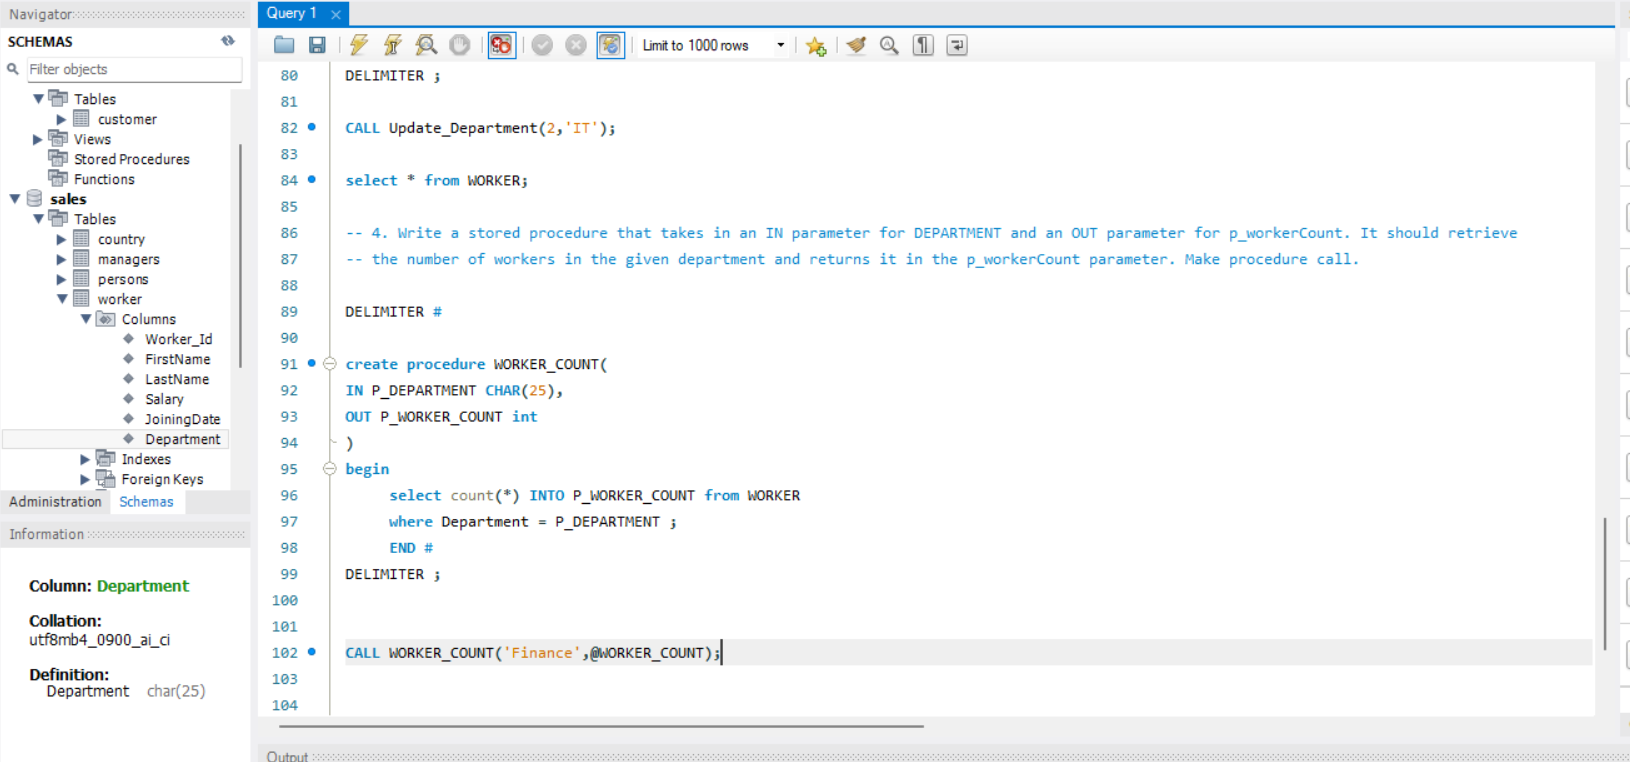 Navigator
SCHEMAS
Filter objects
Tables
customer
Views
Stored Procedures
Functions
sales
Tables
country
managers
persons
worker
Columns
Worker_Id
FirstName
LastName
Salary
JoiningDate
Department
Indexes
Foreign Keys
Administration Schemas
Information
Column: Department
Collation:
utf8mb4_0900_ai_ci
Definition:
Department char(25)
Query 1
Limit to 1000 rows
80 DELIMITER ;
81
82 CALL Update_Department(2,'IT');
83
84 select * from WORKER;
85
86 -- 4. Write a stored procedure that takes in an IN parameter for DEPARTMENT and an OUT parameter for p_workerCount. It should retrieve
87 -- the number of workers in the given department and returns it in the p_workerCount parameter. Make procedure call.
88
89 DELIMITER #
90
91 create procedure WORKER_COUNT(
92 IN P_DEPARTMENT CHAR(25),
93 OUT P_WORKER_COUNT int
94 )
95 begin
96 select count(*) INTO P_WORKER_COUNT from WORKER
97 where Department = P_DEPARTMENT ;
98 END #
99 DELIMITER ;
100
101
102 CALL WORKER_COUNT('Finance',@WORKER_COUNT);
103
104
Output